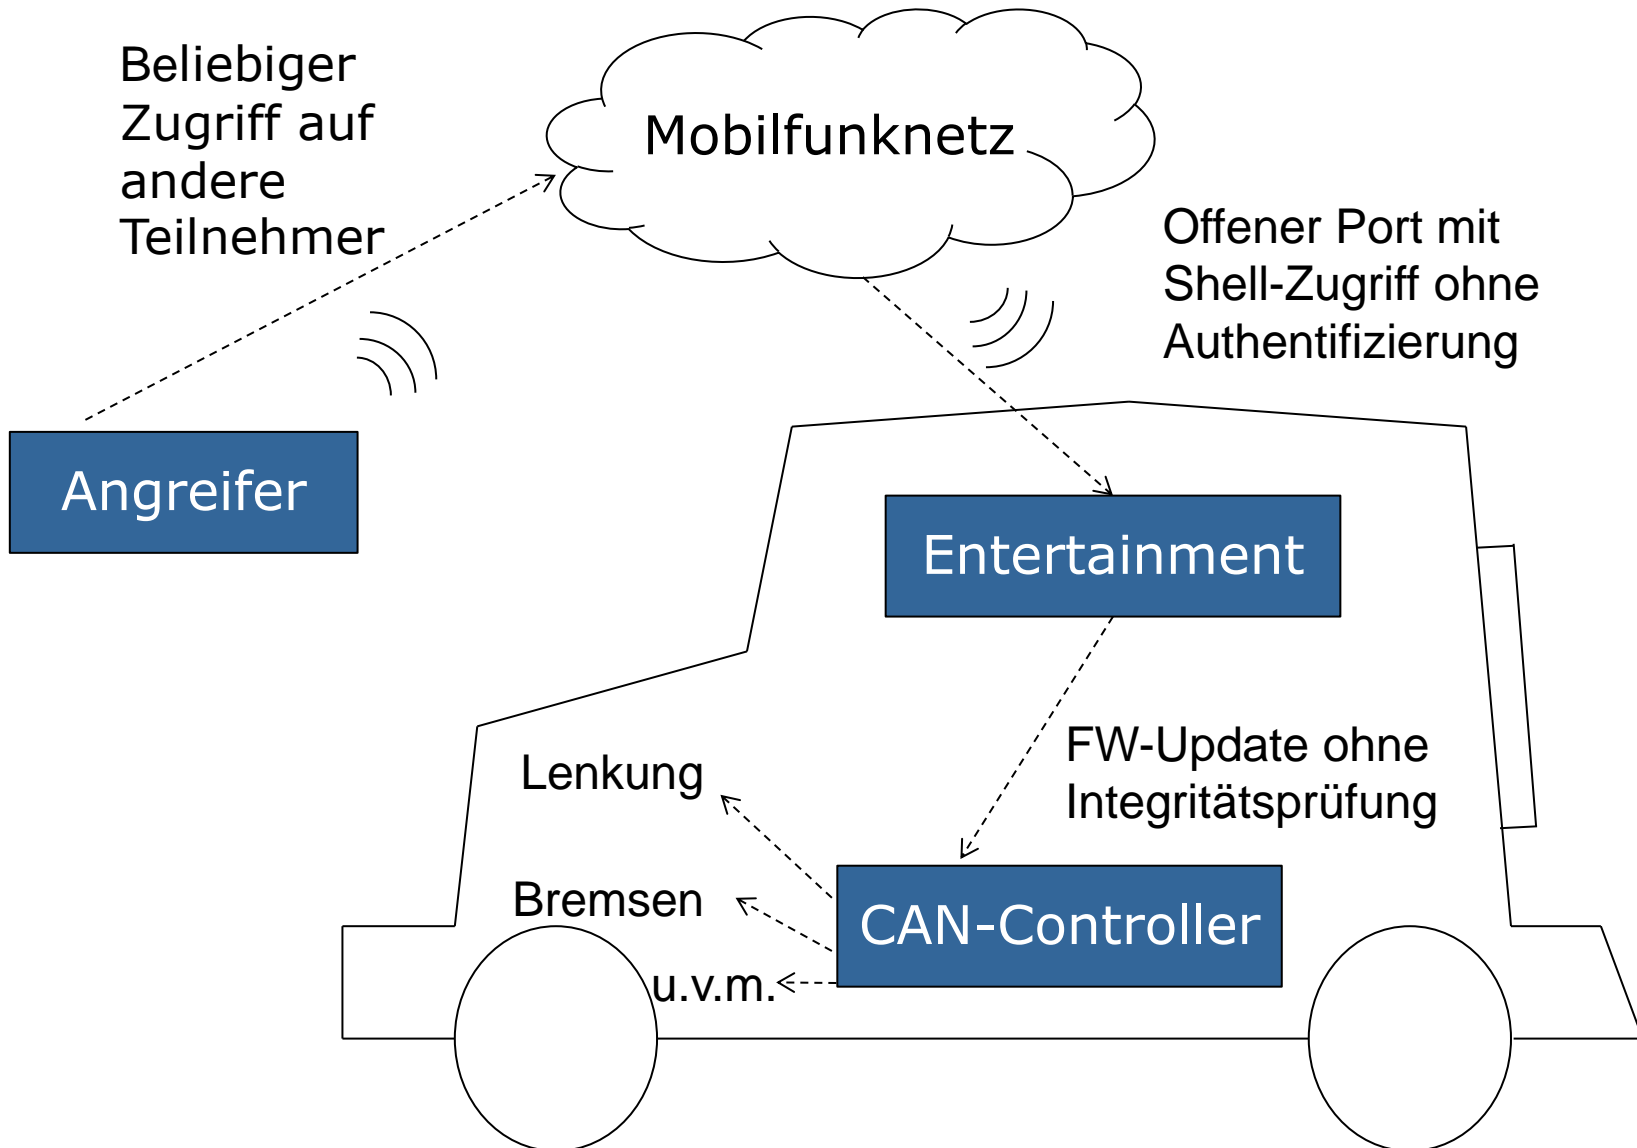 Beliebiger
Zugriff auf
andere
Teilnehmer
Mobilfunknetz
Offener Port mit
Shell-Zugriff ohne
Authentifizierung
Angreifer
Entertainment
FW-Update ohne
Integritätsprüfung
Lenkung
Bremsen
u.v.m.
CAN-Controller